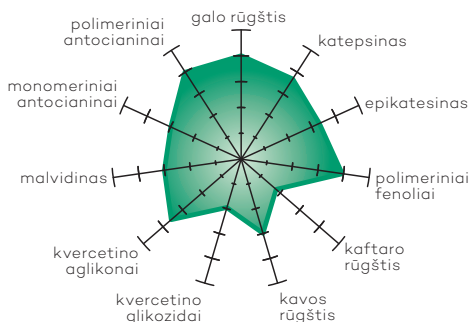 galo rūgštis
katepsinas
epikatesinas
polimeriniai
fenoliai
kaftaro
rūgštis
kavos
rūgštis
kvercetino
glikozidai
kvercetino
aglikonai
malvidinas
monomeriniai
antocianinai
polimeriniai
antocianinai